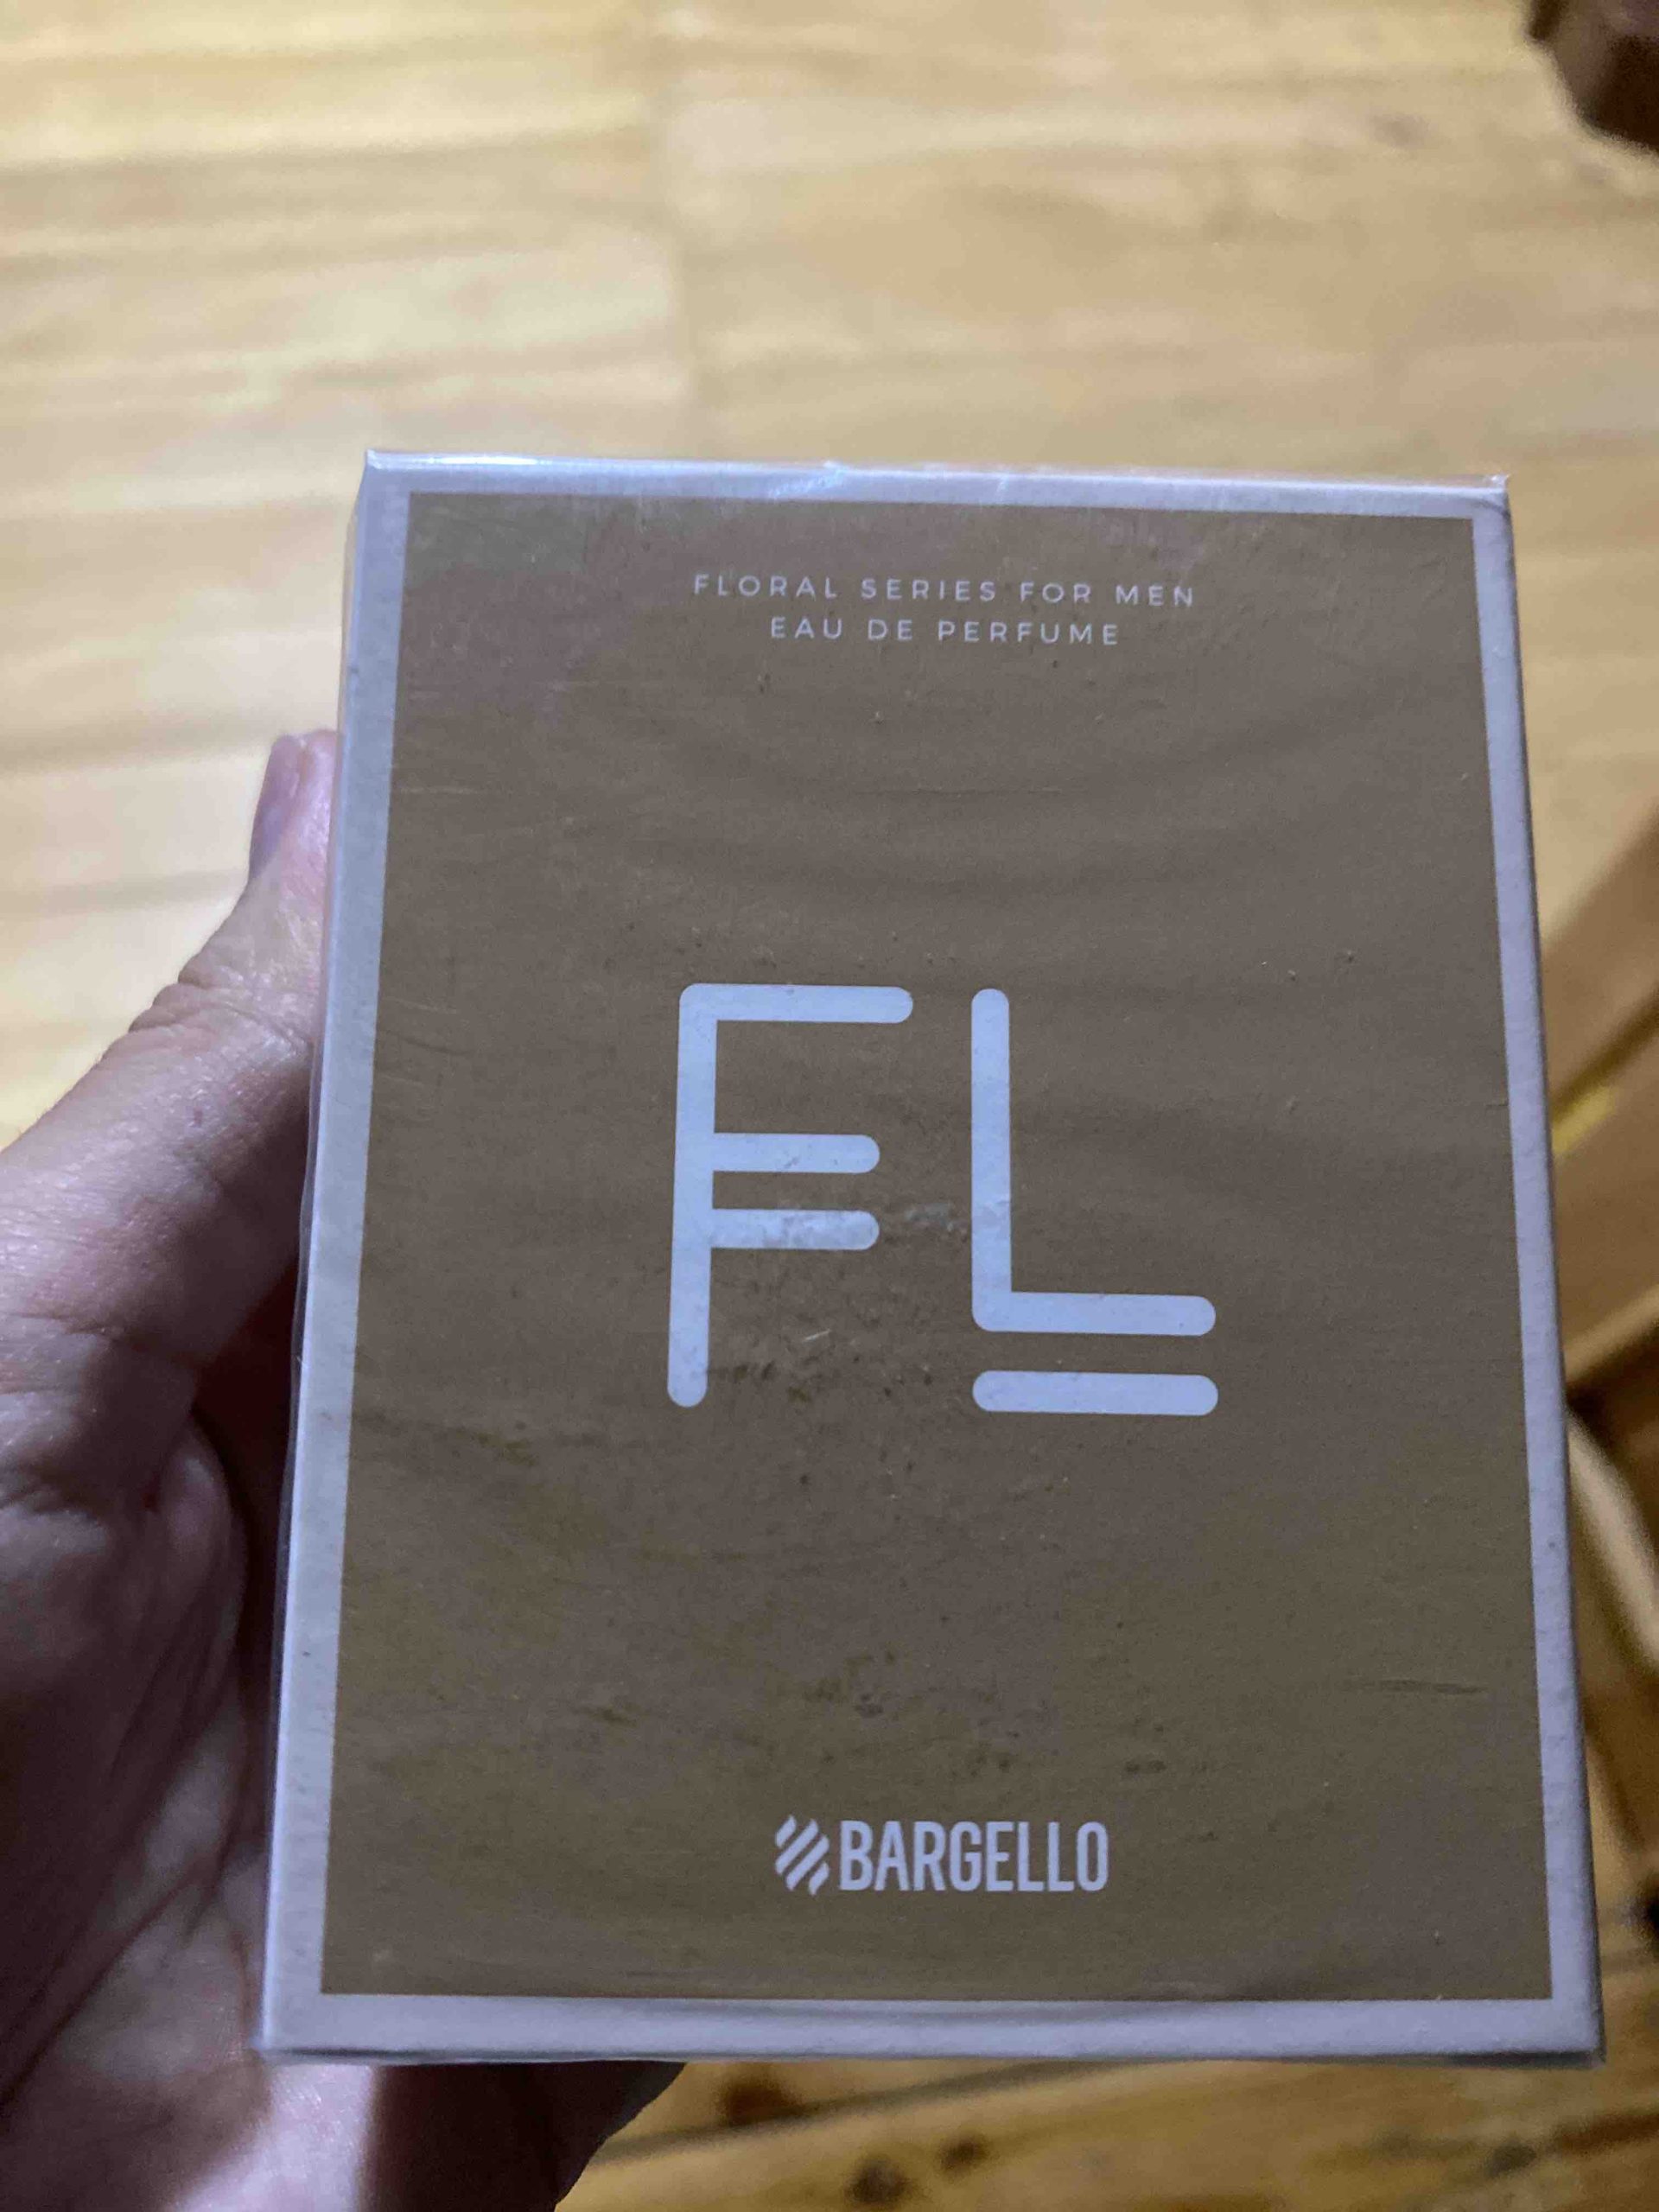 FLORAL SERIES FOR MEN
EAU DE PERFUME
FL
BARGELLO